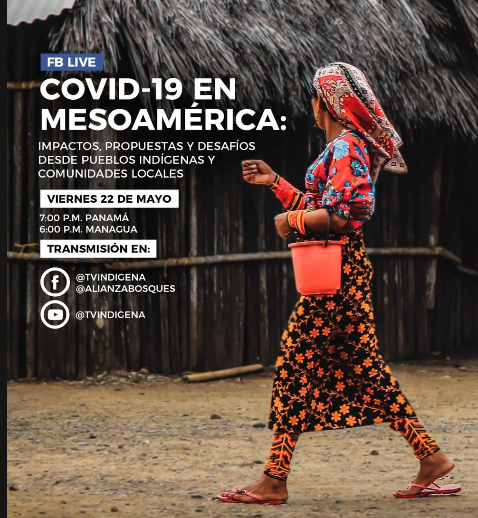 FB LIVE
COVID-19 EN
MESOAMÉRICA:
IMPACTOS, PROPUESTAS Y DESAFÍOS
DESDE PUEBLOS INDÍGENAS Y
COMUNIDADES LOCALES
VIERNES 22 DE MAYO
7:00 P.M. PANAMÁ
6:00 P.M. MANAGUA
TRANSMISIÓN EN:
@TVINDIGENA
@ALIANZABOSQUES
@TVINDIGENA